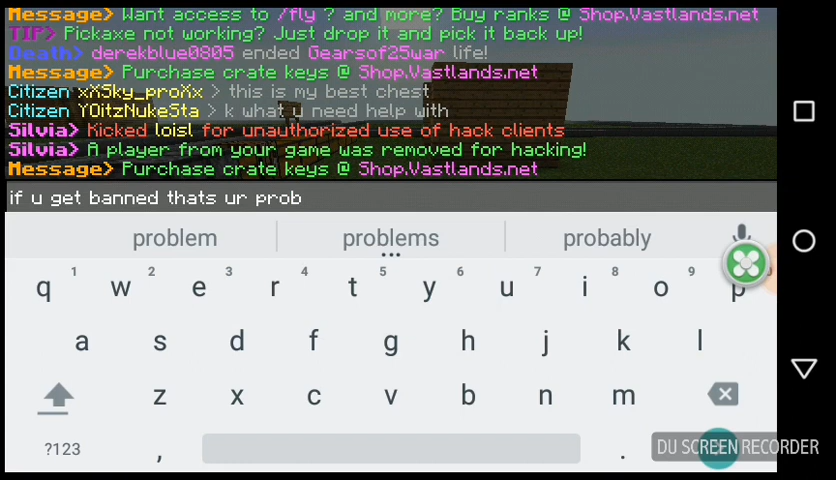 Message> Want access to /fly ? and more? Buy ranks @ Shop.Vastlands.net
TIP> Pickaxe not working? Just drop it and pick it back up!
Death> derekblue0805 ended Gearsof25war life!
Message> Purchase crate keys @ Shop.Vastlands.net
Citizen xXSky_proXx > this is my best chest
Citizen YOitzNukeSta > k what u need help with
Silvia> Kicked loisl for unauthorized use of hack clients
Silvia> A player from your game was removed for hacking!
Message> Purchase crate keys @ Shop.Vastlands.net
if u get banned thats ur prob
problem problems probably
q 1 w 2 e 3 r 4 t 5 y 6 u 7 i 8 o 9 p
a s d f g h j k l
z x c v b n m
?123 , .
DU SCREEN RECORDER